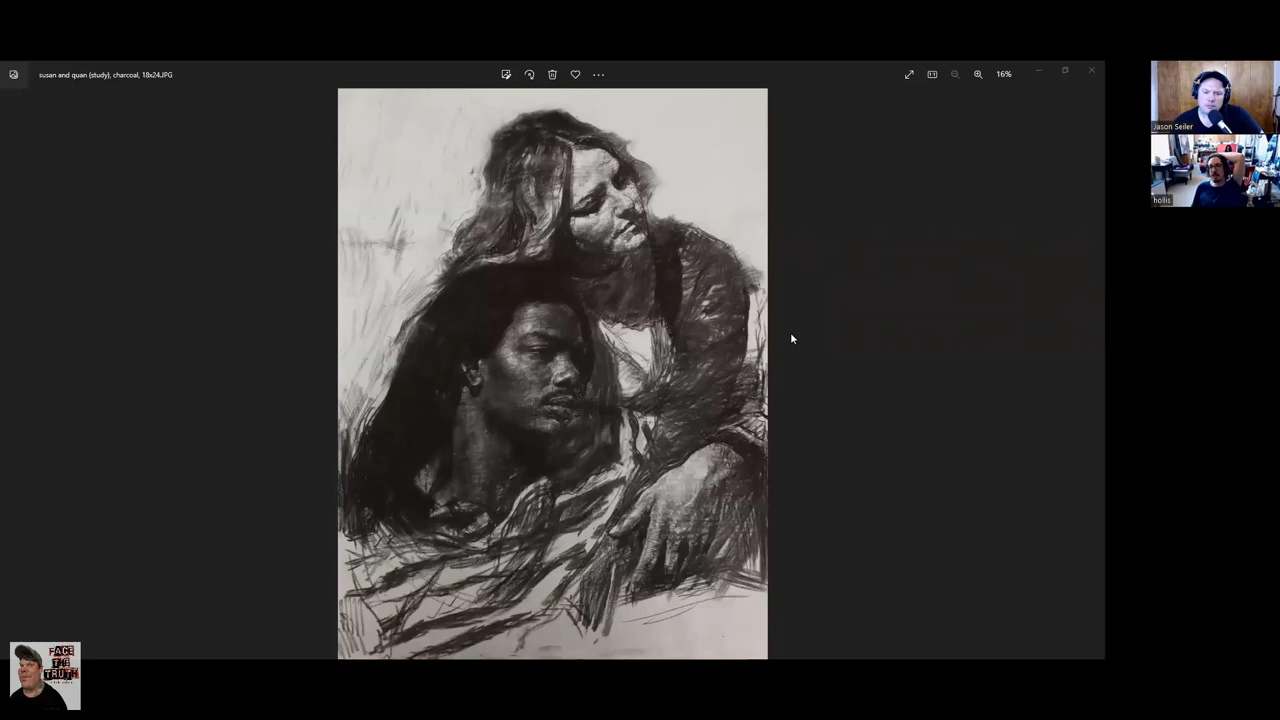 susan and quan (study), charcoal, 18x24.JPG
16%
Jason Seiler
hollis
FACE
THE
TRUTH